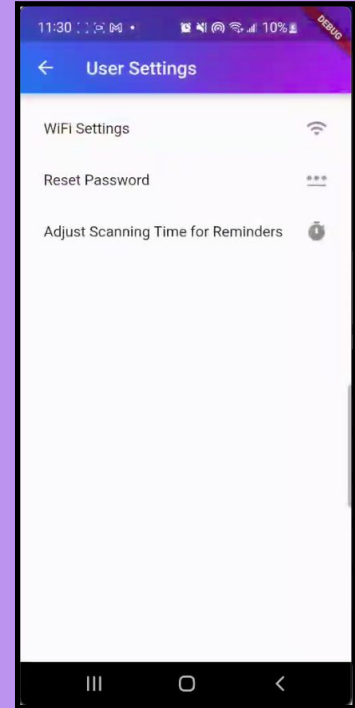 11:30
10%
DEBUG
User Settings
WiFi Settings
Reset Password
Adjust Scanning Time for Reminders